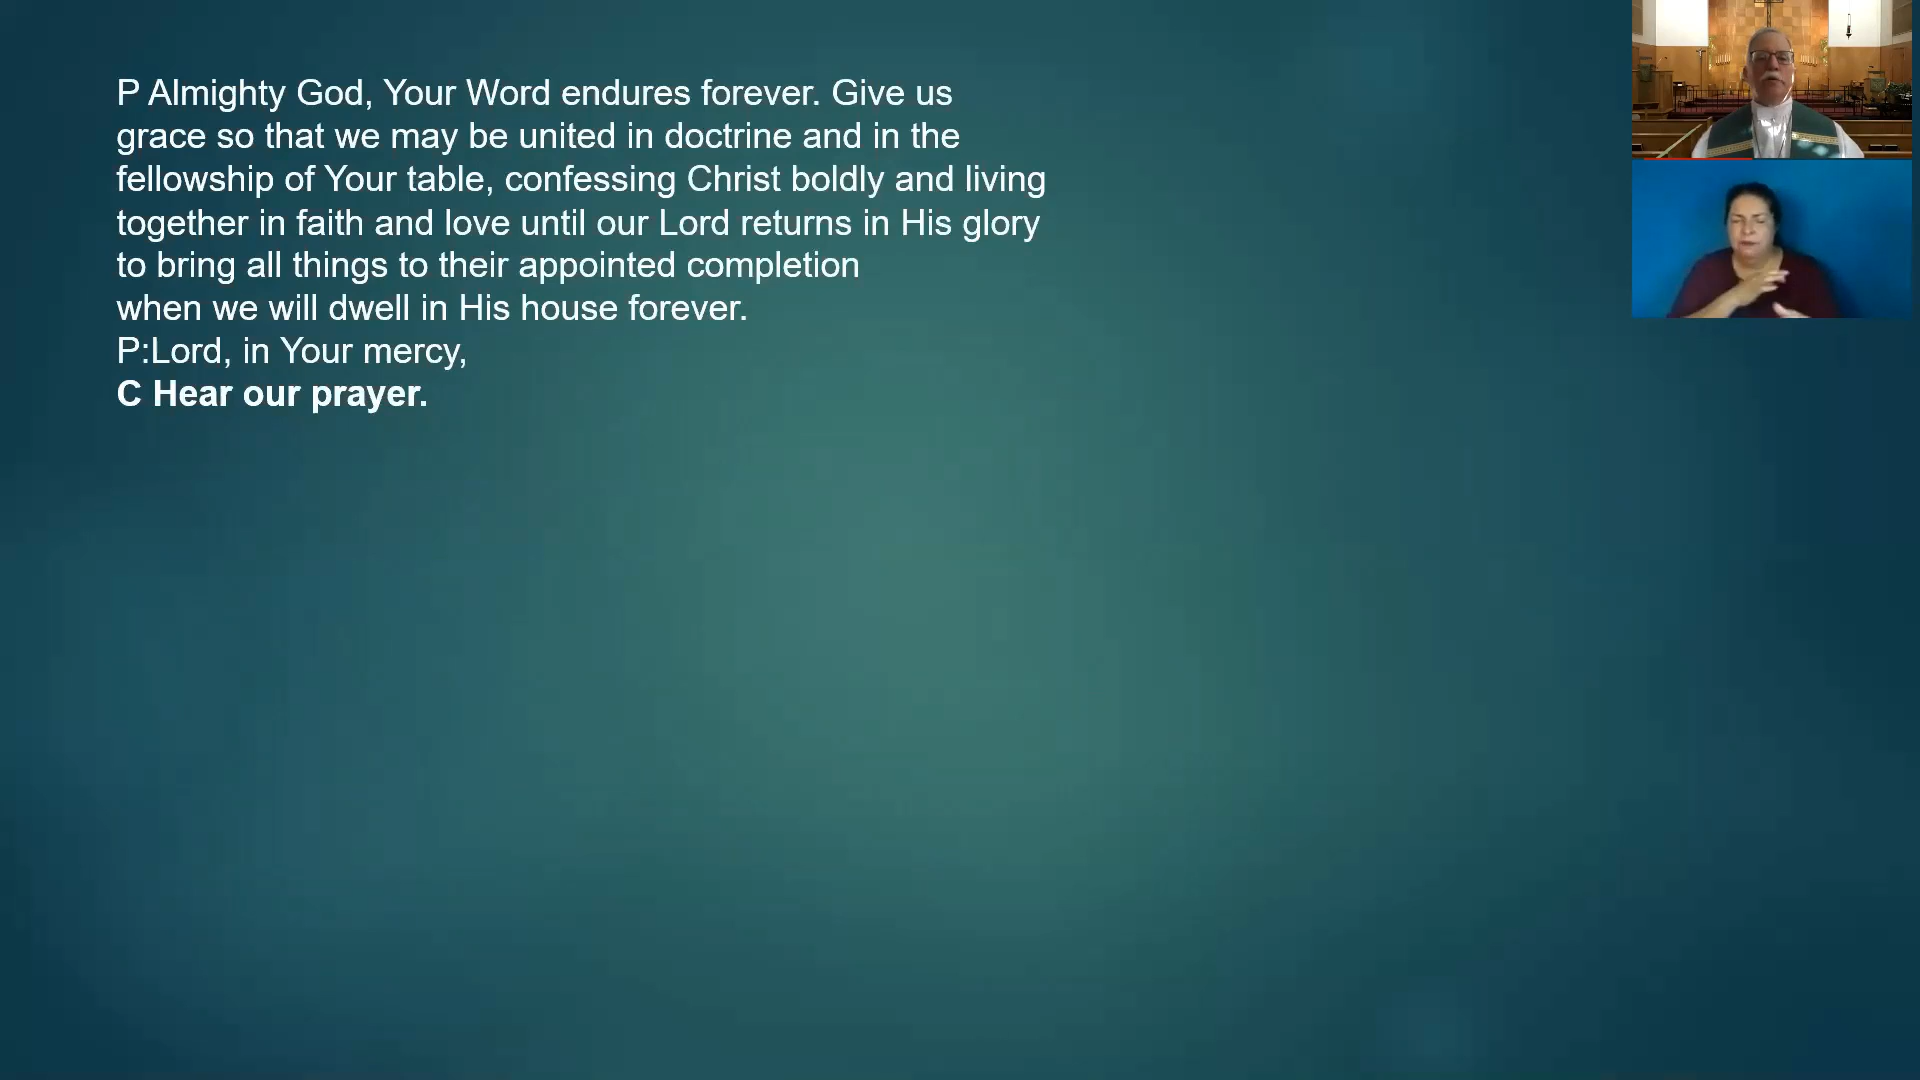 P Almighty God, Your Word endures forever. Give us
grace so that we may be united in doctrine and in the
fellowship of Your table, confessing Christ boldly and living
together in faith and love until our Lord returns in His glory
to bring all things to their appointed completion
when we will dwell in His house forever.
P:Lord, in Your mercy,
C Hear our prayer.